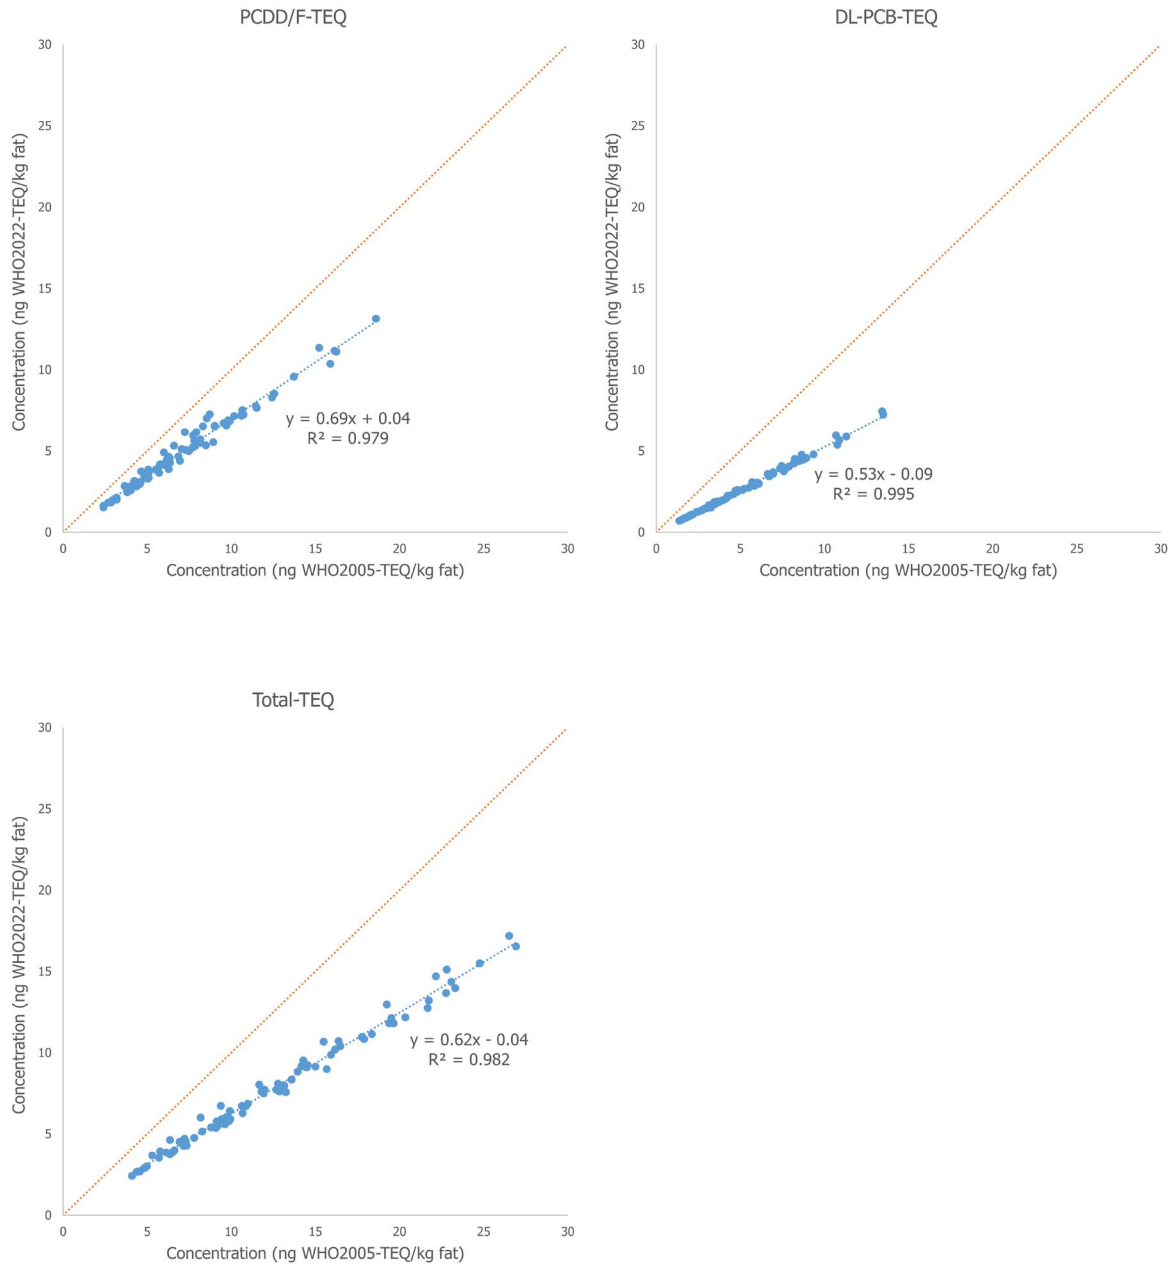 PCDD/F-TEQ
Concentration (ng WHO2022-TEQ/kg fat)
30
25
20
15
10
5
0
y = 0.69x + 0.04
R² = 0.979
0 5 10 15 20 25 30
Concentration (ng WHO2005-TEQ/kg fat)
DL-PCB-TEQ
Concentration (ng WHO2022-TEQ/kg fat)
30
25
20
15
10
5
0
y = 0.53x - 0.09
R² = 0.995
0 5 10 15 20 25 30
Concentration (ng WHO2005-TEQ/kg fat)
Total-TEQ
Concentration (ng WHO2022-TEQ/kg fat)
30
25
20
15
10
5
0
y = 0.62x - 0.04
R² = 0.982
0 5 10 15 20 25 30
Concentration (ng WHO2005-TEQ/kg fat)